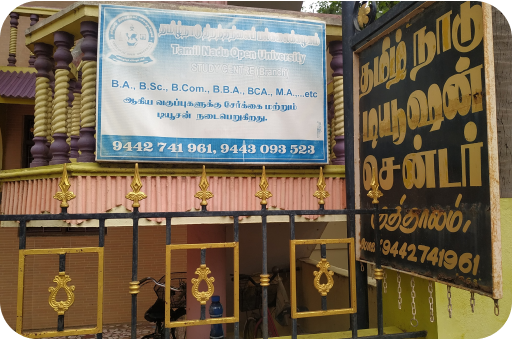 Tamil Nadu Open University
B.A., B.Sc., B.Com., B.B.A., BCA., M.A.,...etc
ஆகிய வகுப்புகளுக்கு சேர்க்கை மற்றும்
டியூசன் நடைபெறுகிறது.
9442 741 961, 9443 093 523
தமிழ் நாடு
டியூஷன்
சென்டர்
9442741961